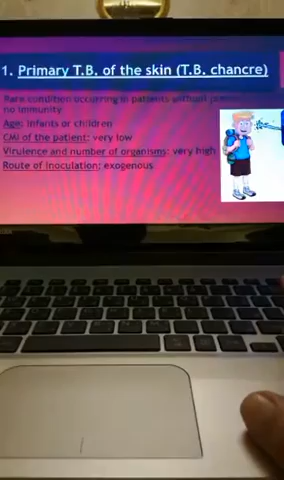 1. Primary T.B. of the skin (T.B. chancre)
Rare condition occurring in patients without
no immunity
Age: infants or children
CMI of the patient: very low
Virulence and number of organisms: very high
Route of inoculation: exogenous